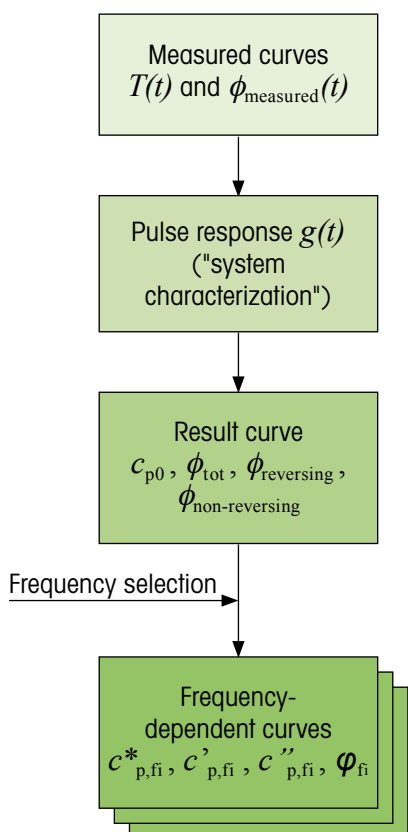 Measured curves
T(t) and ϕmeasured(t)
Pulse response g(t)
("system
characterization")
Result curve
cp0 , ϕtot , ϕreversing ,
ϕnon-reversing
Frequency selection
Frequency-
dependent curves
c*p,fi , c’p,fi , c″p,fi , φfi